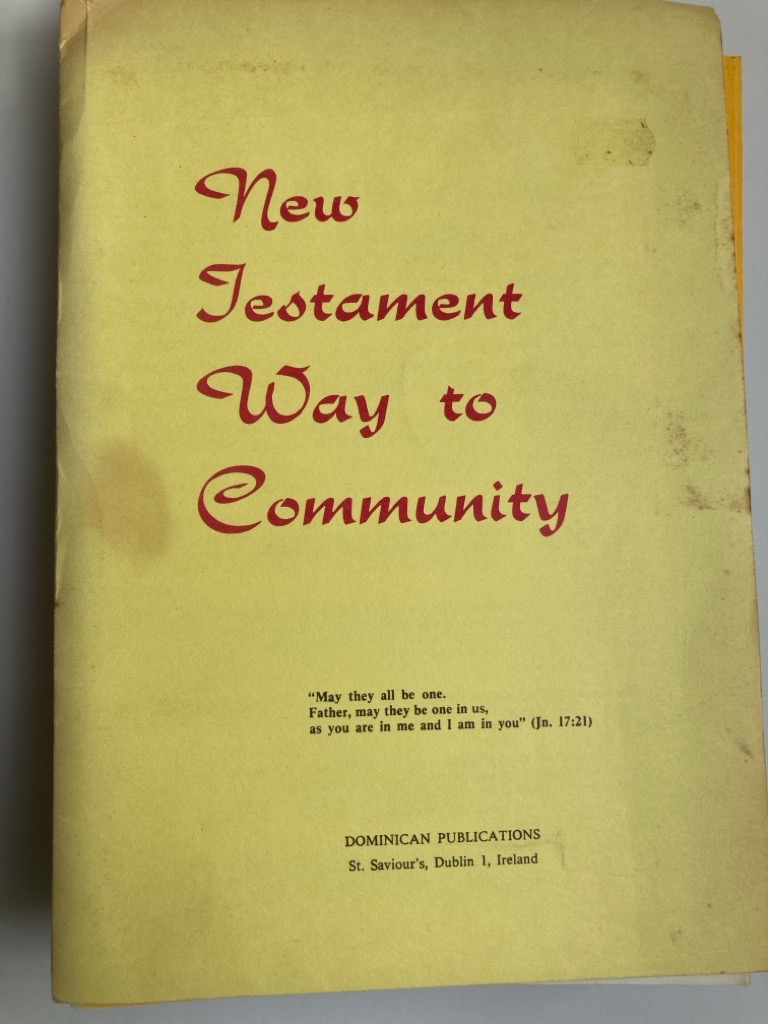 New
Testament
Way to
Community
“May they all be one.
Father, may they be one in us,
as you are in me and I am in you” (Jn. 17:21)
DOMINICAN PUBLICATIONS
St. Saviour's, Dublin 1, Ireland